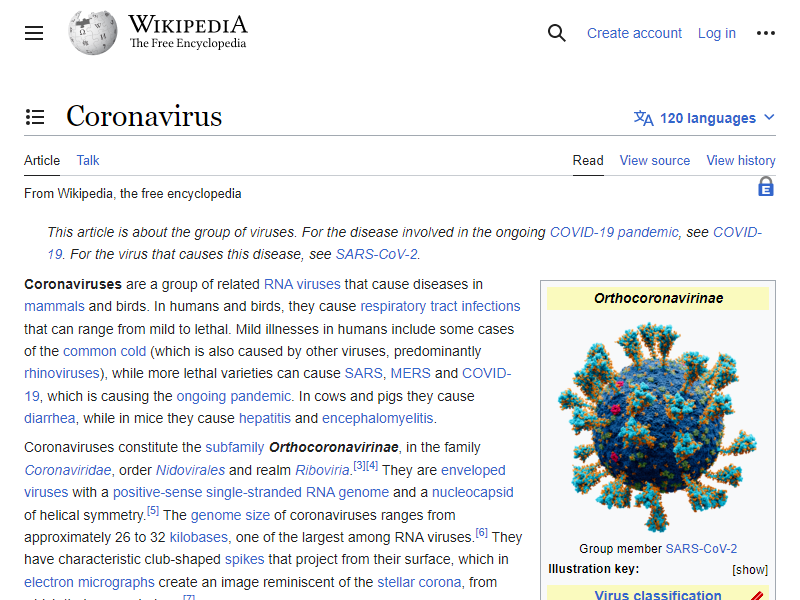 WIKIPEDIA
The Free Encyclopedia
Create account Log in
Coronavirus
120 languages
Article Talk Read View source View history
From Wikipedia, the free encyclopedia
This article is about the group of viruses. For the disease involved in the ongoing COVID-19 pandemic, see COVID-
19. For the virus that causes this disease, see SARS-CoV-2.
Coronaviruses are a group of related RNA viruses that cause diseases in
mammals and birds. In humans and birds, they cause respiratory tract infections
that can range from mild to lethal. Mild illnesses in humans include some cases
of the common cold (which is also caused by other viruses, predominantly
rhinoviruses), while more lethal varieties can cause SARS, MERS and COVID-
19, which is causing the ongoing pandemic. In cows and pigs they cause
diarrhea, while in mice they cause hepatitis and encephalomyelitis.
Coronaviruses constitute the subfamily Orthocoronavirinae, in the family
Coronaviridae, order Nidovirales and realm Riboviria.[3][4] They are enveloped
viruses with a positive-sense single-stranded RNA genome and a nucleocapsid
of helical symmetry.[5] The genome size of coronaviruses ranges from
approximately 26 to 32 kilobases, one of the largest among RNA viruses.[6] They
have characteristic club-shaped spikes that project from their surface, which in
electron micrographs create an image reminiscent of the stellar corona, from
[7]
Orthocoronavirinae
Group member SARS-CoV-2
Illustration key: [show]
Virus classification